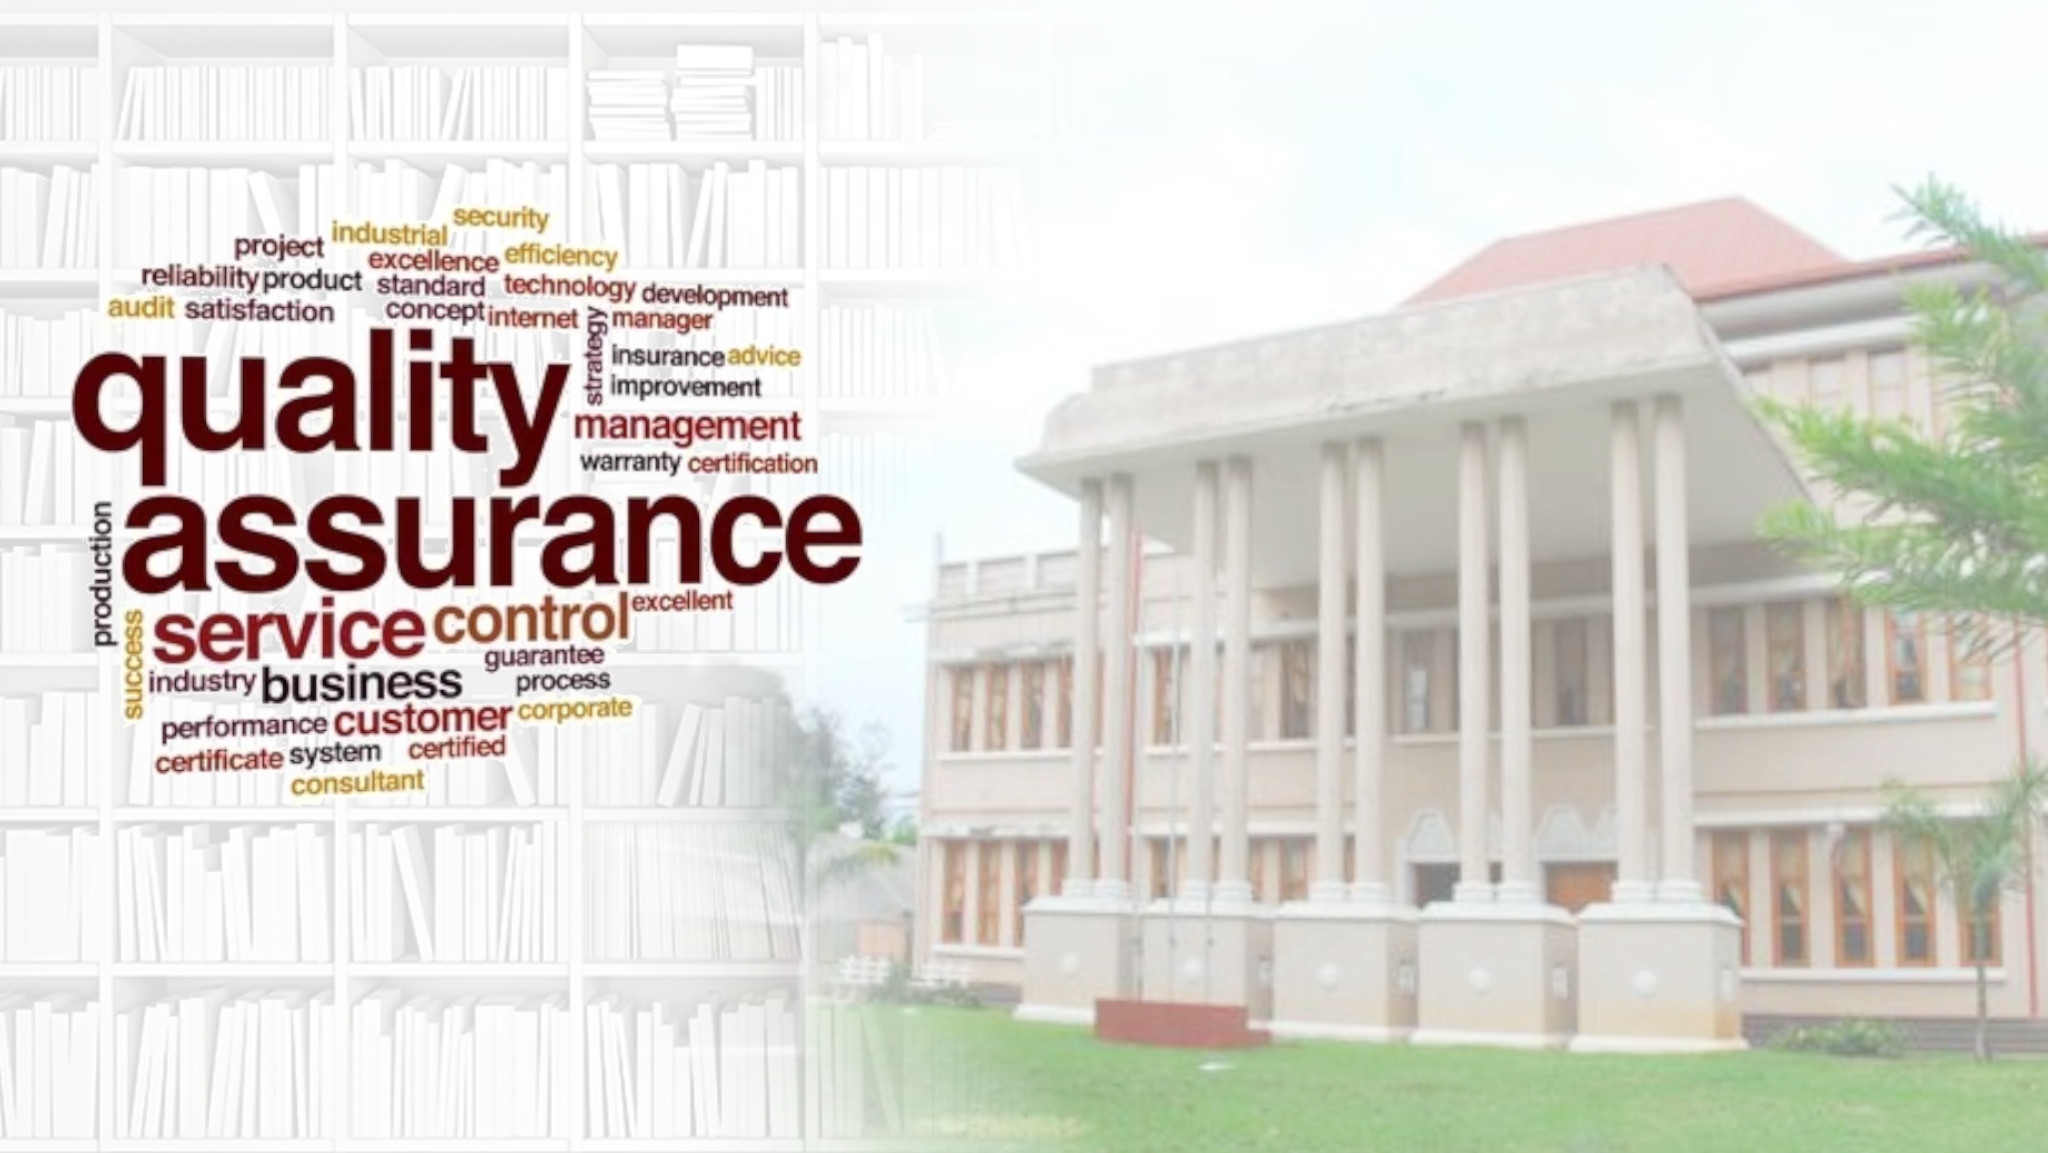 security
project industrial
excellence efficiency
reliability product standard technology development
audit satisfaction concept internet strategy manager
insurance advice
improvement
quality
management
warranty certification
production
assurance
success
service control excellent
guarantee
industry business process
performance customer corporate
certificate system certified
consultant